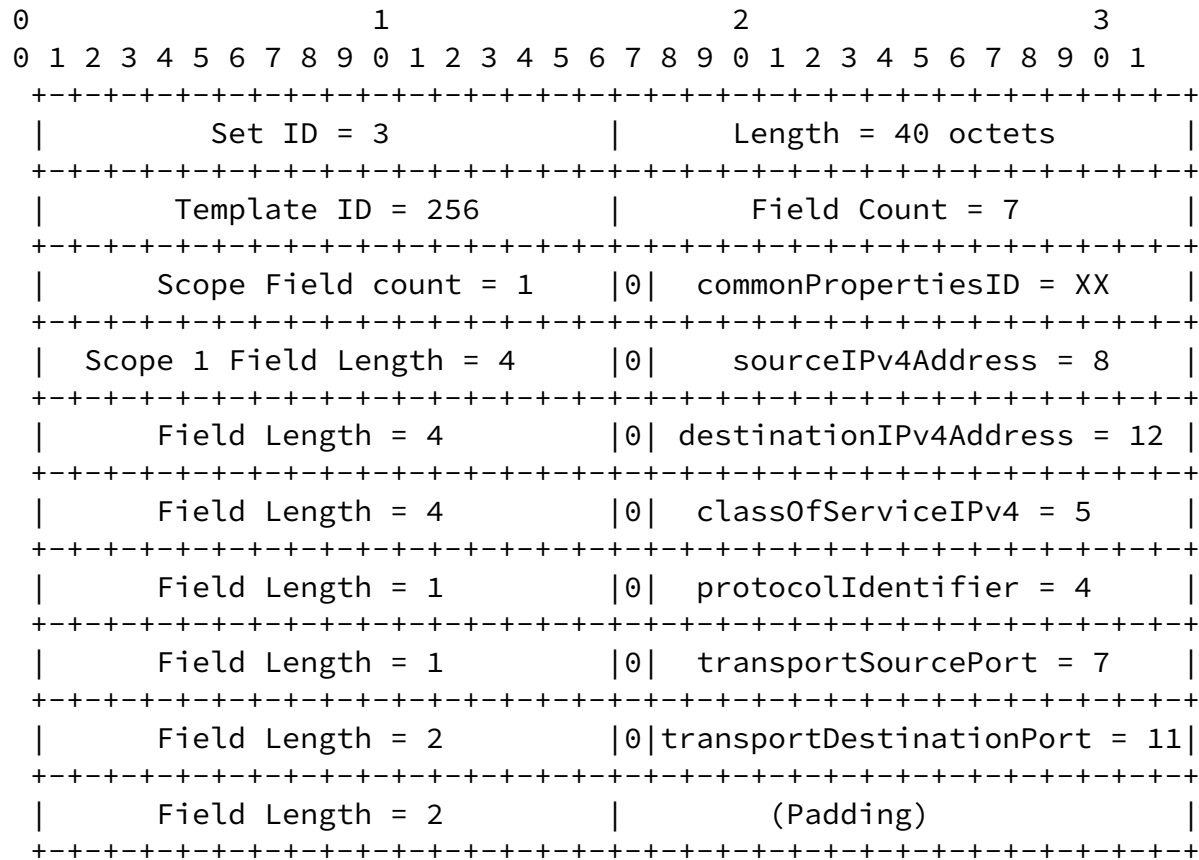 0                   1                   2                   3
0 1 2 3 4 5 6 7 8 9 0 1 2 3 4 5 6 7 8 9 0 1 2 3 4 5 6 7 8 9 0 1
 +-+-+-+-+-+-+-+-+-+-+-+-+-+-+-+-+-+-+-+-+-+-+-+-+-+-+-+-+-+-+-+-+
 |         Set ID = 3            |      Length = 40 octets       |
 +-+-+-+-+-+-+-+-+-+-+-+-+-+-+-+-+-+-+-+-+-+-+-+-+-+-+-+-+-+-+-+-+
 |       Template ID = 256       |       Field Count = 7         |
 +-+-+-+-+-+-+-+-+-+-+-+-+-+-+-+-+-+-+-+-+-+-+-+-+-+-+-+-+-+-+-+-+
 |      Scope Field count = 1    |0|  commonPropertiesID = XX    |
 +-+-+-+-+-+-+-+-+-+-+-+-+-+-+-+-+-+-+-+-+-+-+-+-+-+-+-+-+-+-+-+-+
 |  Scope 1 Field Length = 4     |0|    sourceIPv4Address = 8    |
 +-+-+-+-+-+-+-+-+-+-+-+-+-+-+-+-+-+-+-+-+-+-+-+-+-+-+-+-+-+-+-+-+
 |      Field Length = 4         |0| destinationIPv4Address = 12 |
 +-+-+-+-+-+-+-+-+-+-+-+-+-+-+-+-+-+-+-+-+-+-+-+-+-+-+-+-+-+-+-+-+
 |      Field Length = 4         |0|  classOfServiceIPv4 = 5     |
 +-+-+-+-+-+-+-+-+-+-+-+-+-+-+-+-+-+-+-+-+-+-+-+-+-+-+-+-+-+-+-+-+
 |      Field Length = 1         |0|  protocolIdentifier = 4     |
 +-+-+-+-+-+-+-+-+-+-+-+-+-+-+-+-+-+-+-+-+-+-+-+-+-+-+-+-+-+-+-+-+
 |      Field Length = 1         |0|  transportSourcePort = 7    |
 +-+-+-+-+-+-+-+-+-+-+-+-+-+-+-+-+-+-+-+-+-+-+-+-+-+-+-+-+-+-+-+-+
 |      Field Length = 2         |0|transportDestinationPort = 11|
 +-+-+-+-+-+-+-+-+-+-+-+-+-+-+-+-+-+-+-+-+-+-+-+-+-+-+-+-+-+-+-+-+
 |      Field Length = 2         |        (Padding)              |
 +-+-+-+-+-+-+-+-+-+-+-+-+-+-+-+-+-+-+-+-+-+-+-+-+-+-+-+-+-+-+-+-+